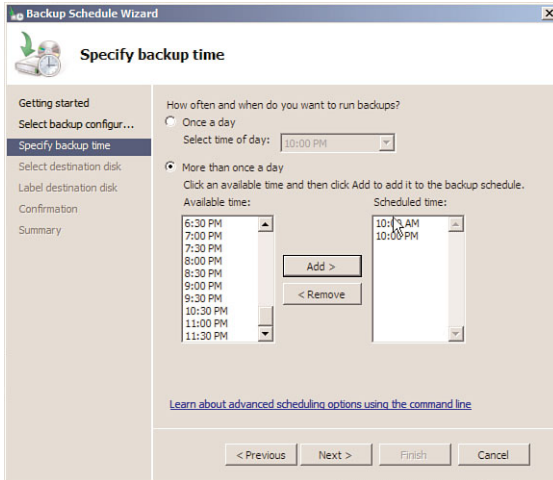 Backup Schedule Wizard
Specify backup time
Getting started
Select backup configur...
Specify backup time
Select destination disk
Label destination disk
Confirmation
Summary
How often and when do you want to run backups?
Once a day
Select time of day:
10:00 PM
More than once a day
Click an available time and then click Add to add it to the backup schedule.
Available time:
6:30 PM
7:00 PM
7:30 PM
8:00 PM
8:30 PM
9:00 PM
9:30 PM
10:30 PM
11:00 PM
11:30 PM
Add >
< Remove
Scheduled time:
10:00 AM
10:00 PM
Learn about advanced scheduling options using the command line
< Previous
Next >
Finish
Cancel